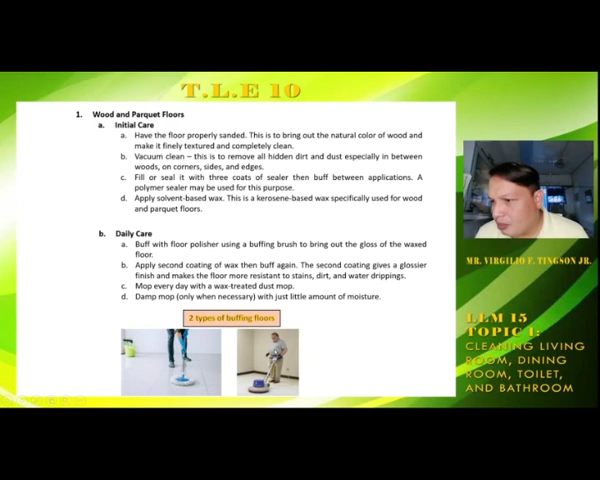 T.L.E 10
1. Wood and Parquet Floors
a. Initial Care
a. Have the floor properly sanded. This is to bring out the natural color of wood and
make it finely textured and completely clean.
b. Vacuum clean – this is to remove all hidden dirt and dust especially in between
woods, on corners, sides, and edges.
c. Fill or seal it with three coats of sealer then buff between applications. A
polymer sealer may be used for this purpose.
d. Apply solvent-based wax. This is a kerosene-based wax specifically used for wood
and parquet floors.
b. Daily Care
a. Buff with floor polisher using a buffing brush to bring out the gloss of the waxed
floor.
b. Apply second coating of wax then buff again. The second coating gives a glossier
finish and makes the floor more resistant to stains, dirt, and water drippings.
c. Mop every day with a wax-treated dust mop.
d. Damp mop (only when necessary) with just little amount of moisture.
2 types of buffing floors
MR. VIRGILIO F. TINGSON JR.
LLM 15
TOPIC 1:
CLEANING LIVING
ROOM, DINING
ROOM, TOILET,
AND BATHROOM